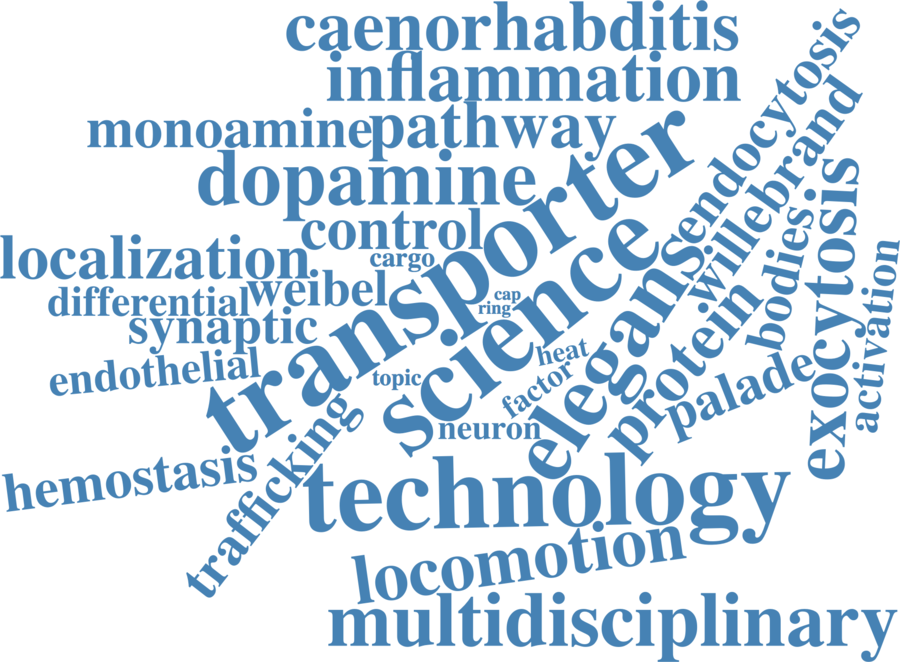 caenorhabditis
inflammation
monoamine
pathway
dopamine
control
cargo
localization
weibel
differential
synaptic
endothelial
transporter
science
cap
ring
topic
heat
factor
neuron
elegans
endocytosis
willebrand
bodies
protein
palade
exocytosis
activation
hemostasis
trafficking
technology
locomotion
multidisciplinary